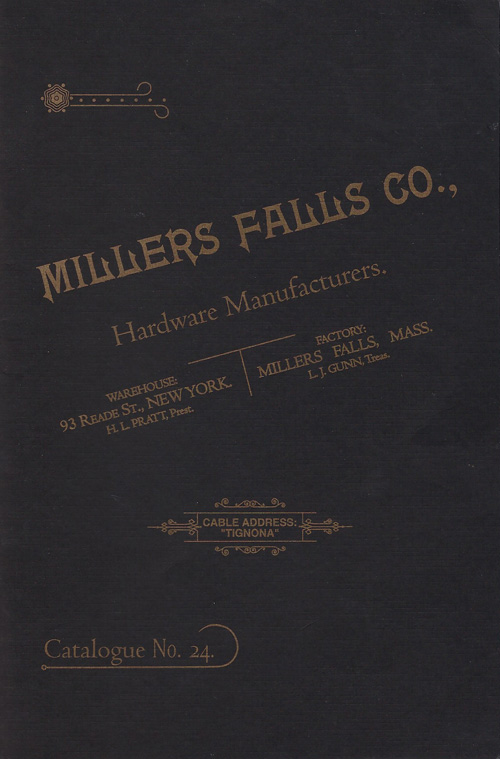 MILLERS FALLS CO.,
Hardware Manufacturers.
WAREHOUSE:
93 READE ST., NEW YORK.
H. L. PRATT, Prest.
FACTORY:
MILLERS FALLS, MASS.
L. J. GUNN, Treas.
CABLE ADDRESS:
"TIGNONA"
Catalogue No. 24.